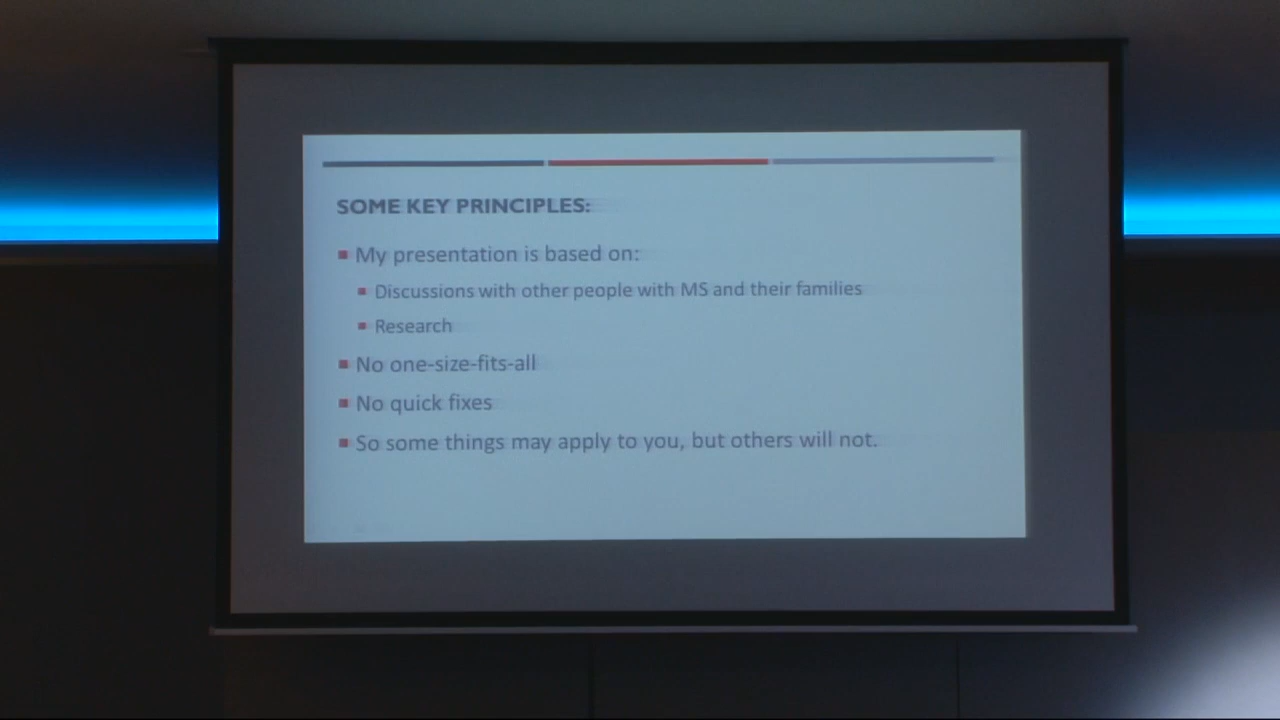 SOME KEY PRINCIPLES:
My presentation is based on:
Discussions with other people with MS and their families
Research
No one-size-fits-all
No quick fixes
So some things may apply to you, but others will not.